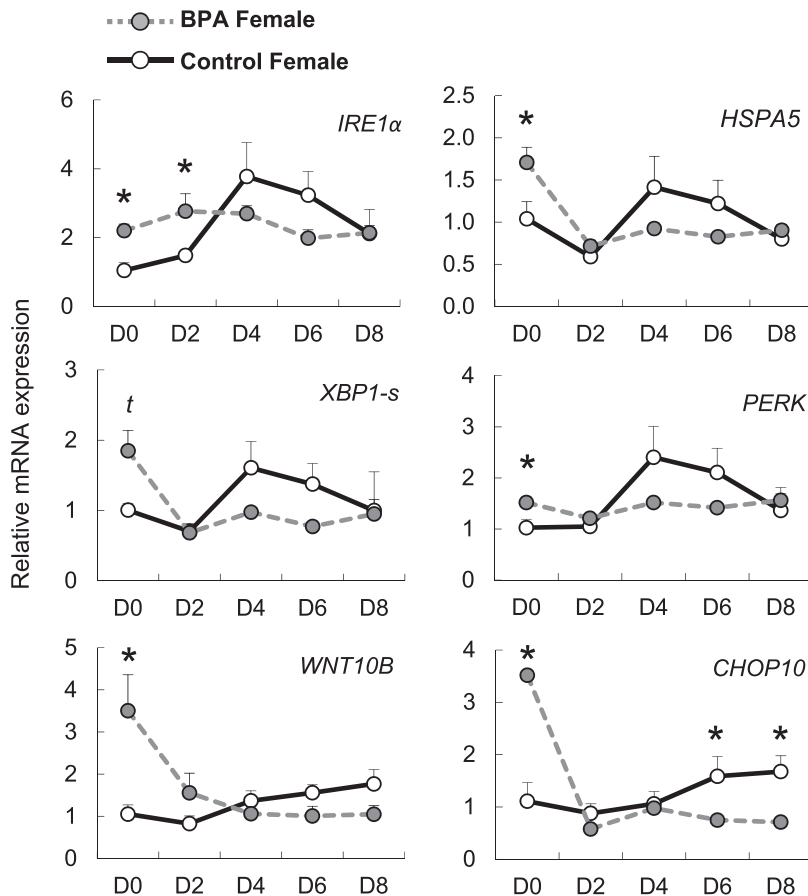 BPA Female
Control Female
Relative mRNA expression
IRE1α
6
4
2
0
* *
D0 D2 D4 D6 D8
HSPA5
2.5
2.0
1.5
1.0
0.5
0.0
*
D0 D2 D4 D6 D8
XBP1-s
3
2
1
0
t
D0 D2 D4 D6 D8
PERK
4
3
2
1
0
*
D0 D2 D4 D6 D8
WNT10B
5
4
3
2
1
0
*
D0 D2 D4 D6 D8
CHOP10
4
3
2
1
0
* * *
D0 D2 D4 D6 D8